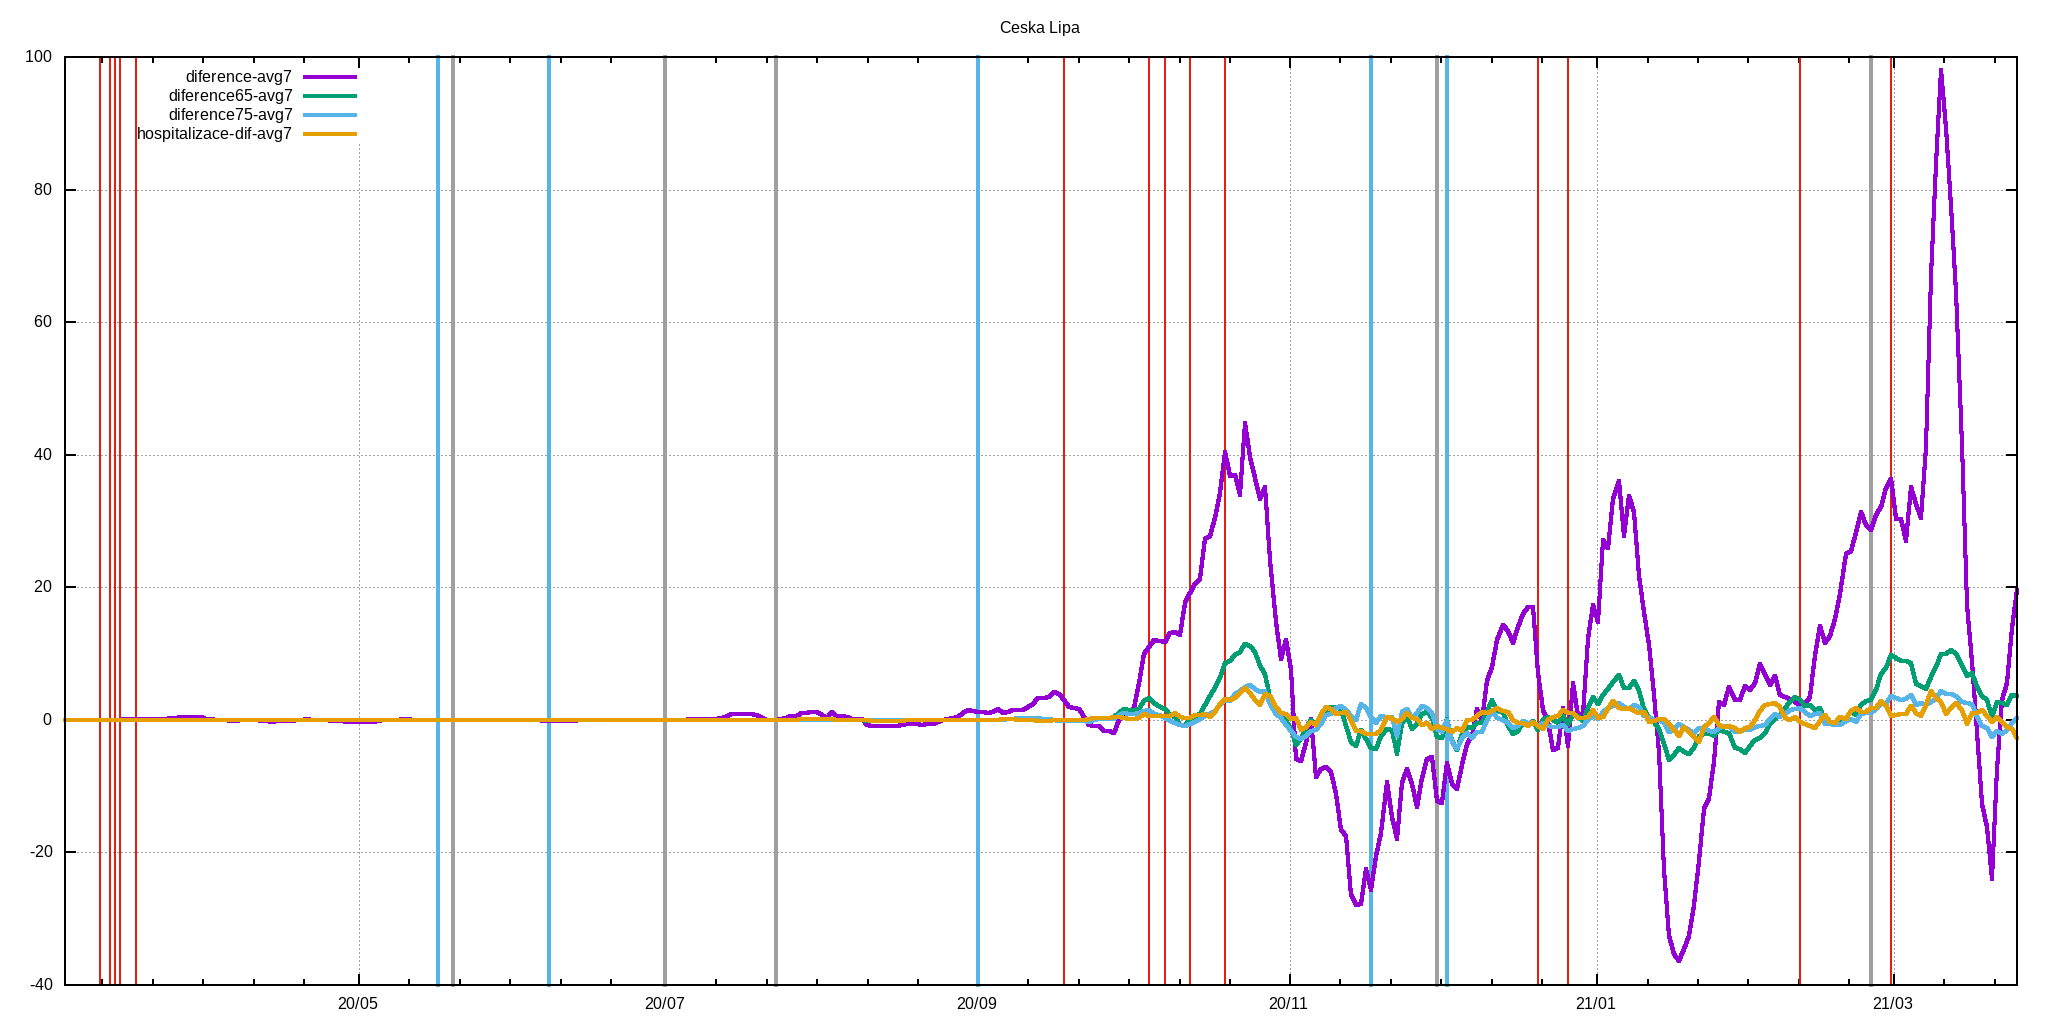 Ceska Lipa
100
diference-avg7
diference65-avg7
diference75-avg7
hospitalizace-dif-avg7
80
60
40
20
0
-20
-40
20/05 20/07 20/09 20/11 21/01 21/03